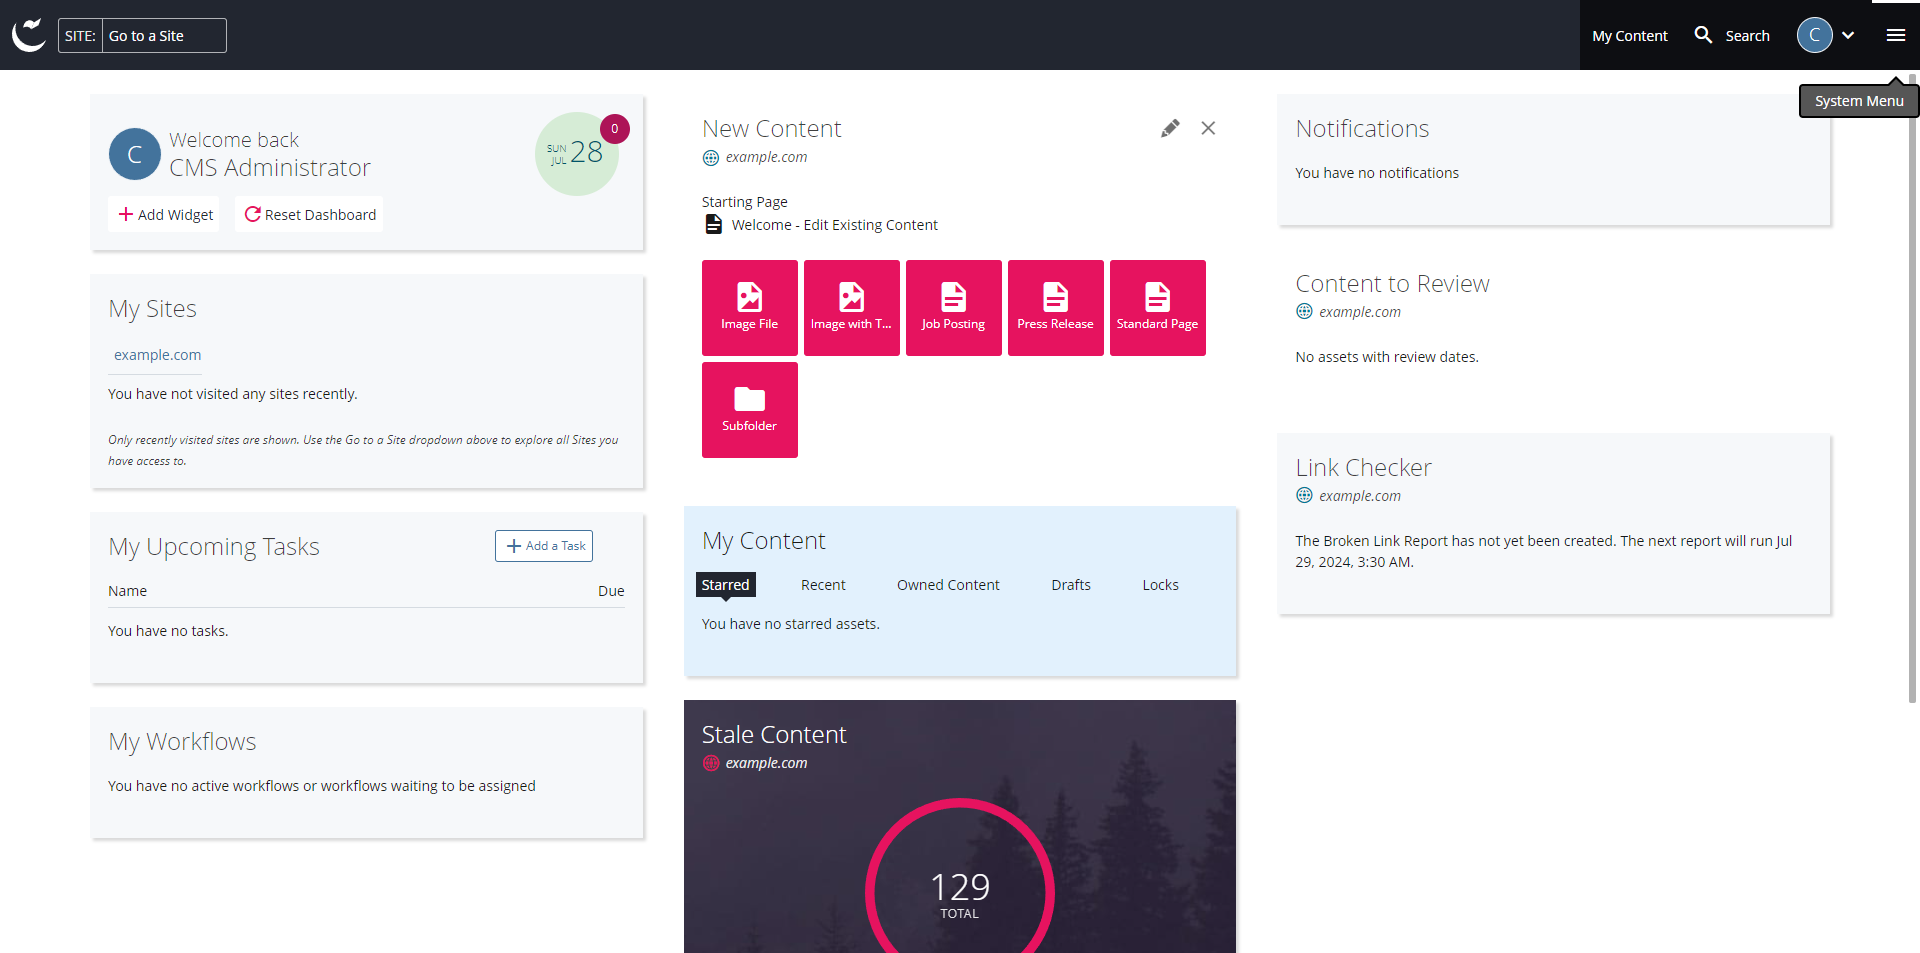 SITE: Go to a Site
My Content
Search
C
System Menu
C
Welcome back
CMS Administrator
SUN
JUL
28
0
Add Widget
Reset Dashboard
My Sites
example.com
You have not visited any sites recently.
Only recently visited sites are shown. Use the Go to a Site dropdown above to explore all Sites you
have access to.
My Upcoming Tasks
Add a Task
Name Due
You have no tasks.
My Workflows
You have no active workflows or workflows waiting to be assigned
New Content
example.com
Starting Page
Welcome - Edit Existing Content
Image File
Image with T...
Job Posting
Press Release
Standard Page
Subfolder
My Content
Starred Recent Owned Content Drafts Locks
You have no starred assets.
Stale Content
example.com
129
TOTAL
Notifications
You have no notifications
Content to Review
example.com
No assets with review dates.
Link Checker
example.com
The Broken Link Report has not yet been created. The next report will run Jul
29, 2024, 3:30 AM.